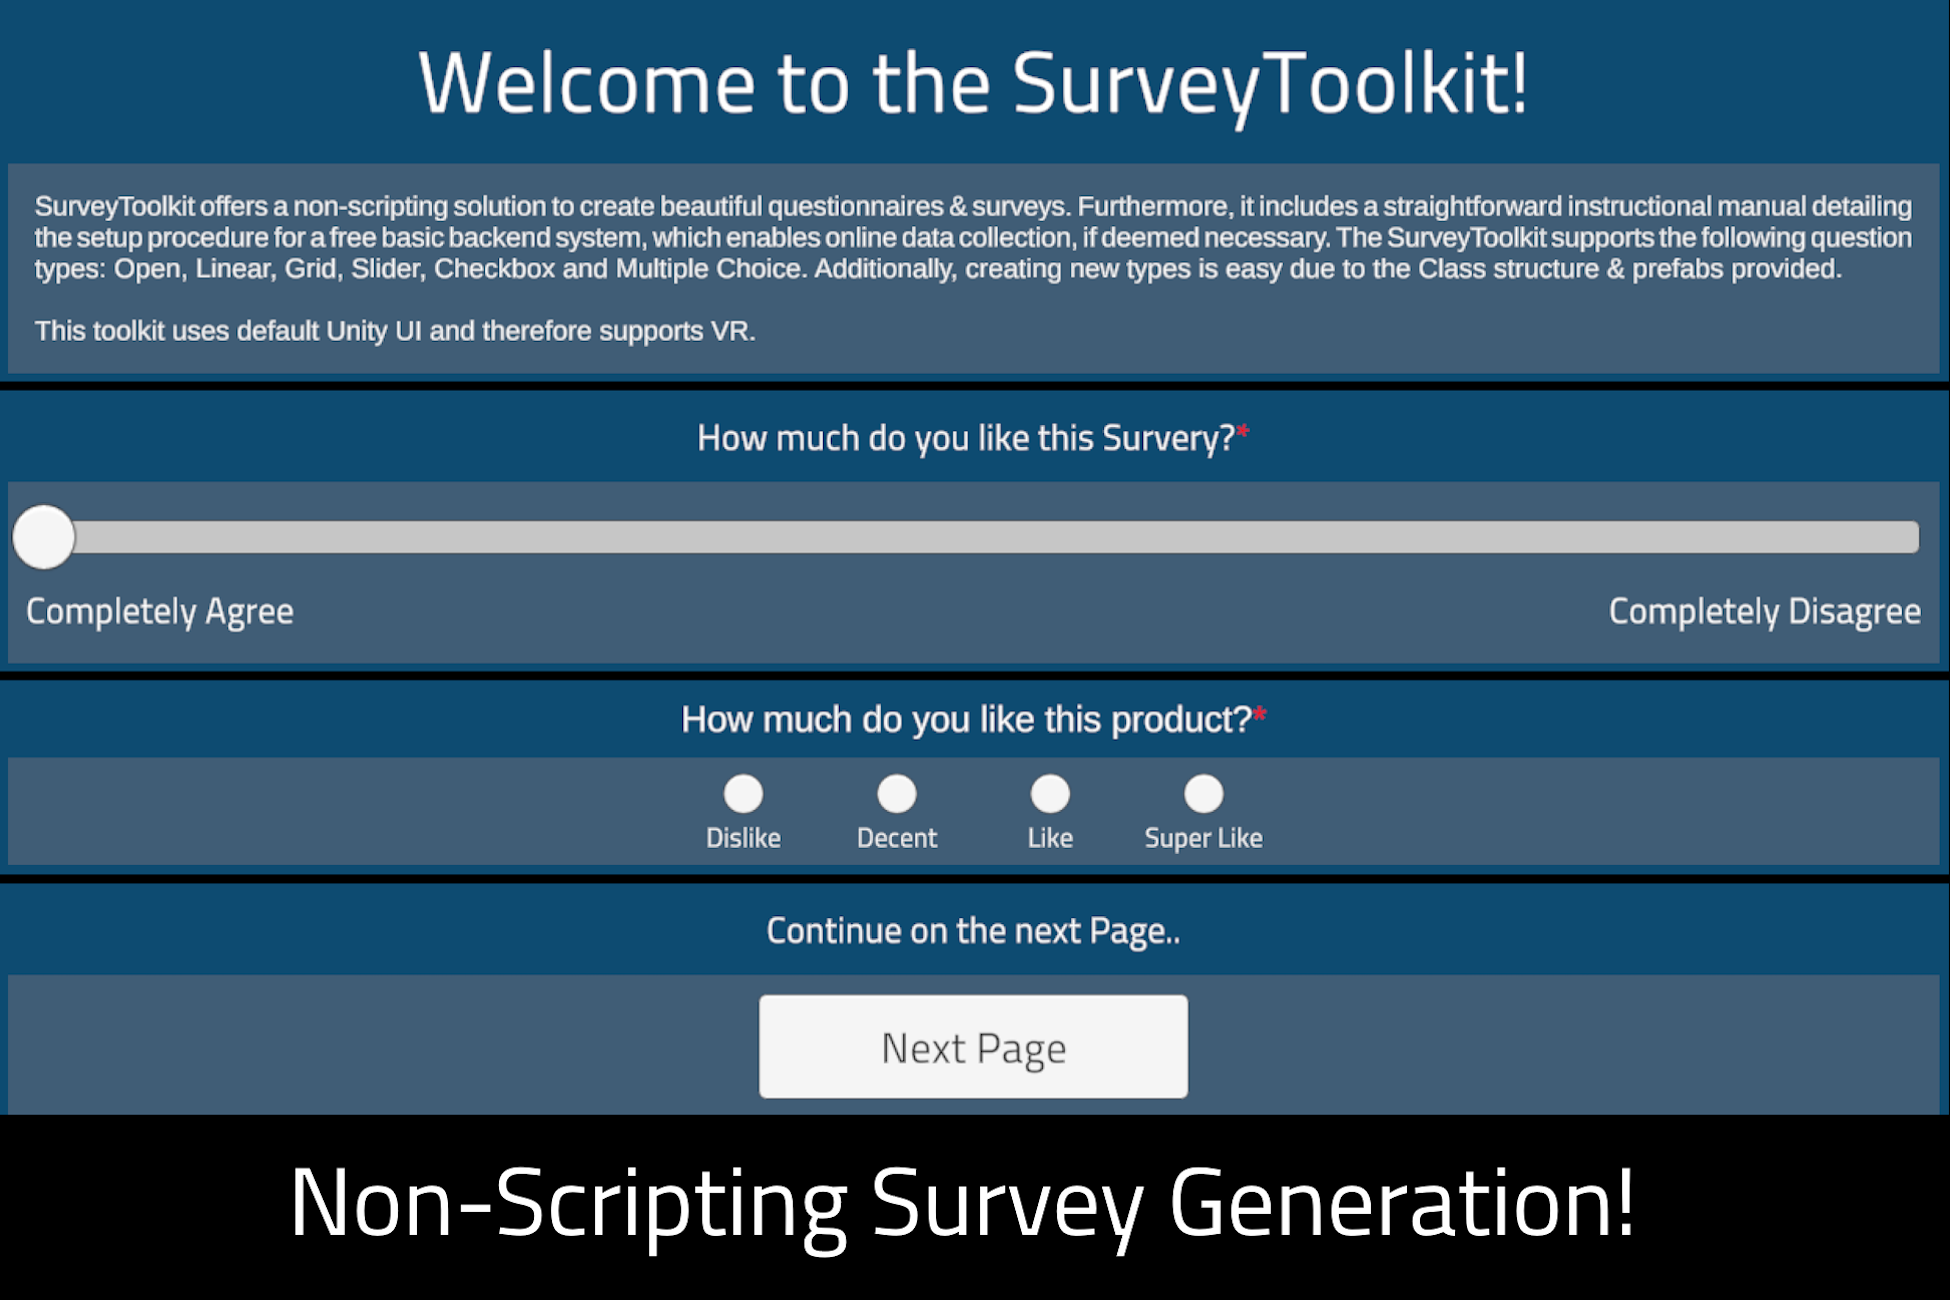 Welcome to the SurveyToolkit!
SurveyToolkit offers a non-scripting solution to create beautiful questionnaires & surveys. Furthermore, it includes a straightforward instructional manual detailing
the setup procedure for a free basic backend system, which enables online data collection, if deemed necessary. The SurveyToolkit supports the following question
types: Open, Linear, Grid, Slider, Checkbox and Multiple Choice. Additionally, creating new types is easy due to the Class structure & prefabs provided.
This toolkit uses default Unity UI and therefore supports VR.
How much do you like this Survery?*
Completely Agree
Completely Disagree
How much do you like this product?*
Dislike
Decent
Like
Super Like
Continue on the next Page..
Next Page
Non-Scripting Survey Generation!